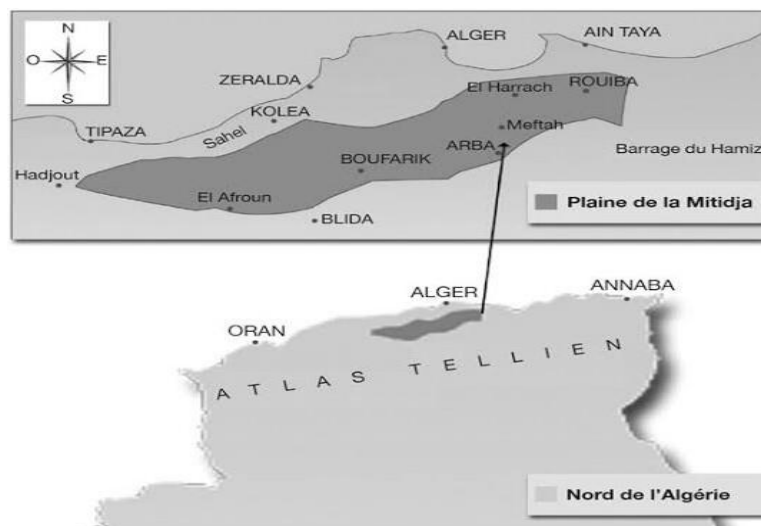 N
O E
S
ALGER
AIN TAYA
ZERALDA
El Harrach
ROUIBA
KOLEA
Meftah
TIPAZA
Sahel
ARBA
Barrage du Hamiz
BOUFARIK
Hadjout
El Afroun
BLIDA
Plaine de la Mitidja
ALGER
ANNABA
ORAN
ATLAS TELLIEN
Nord de l'Algérie